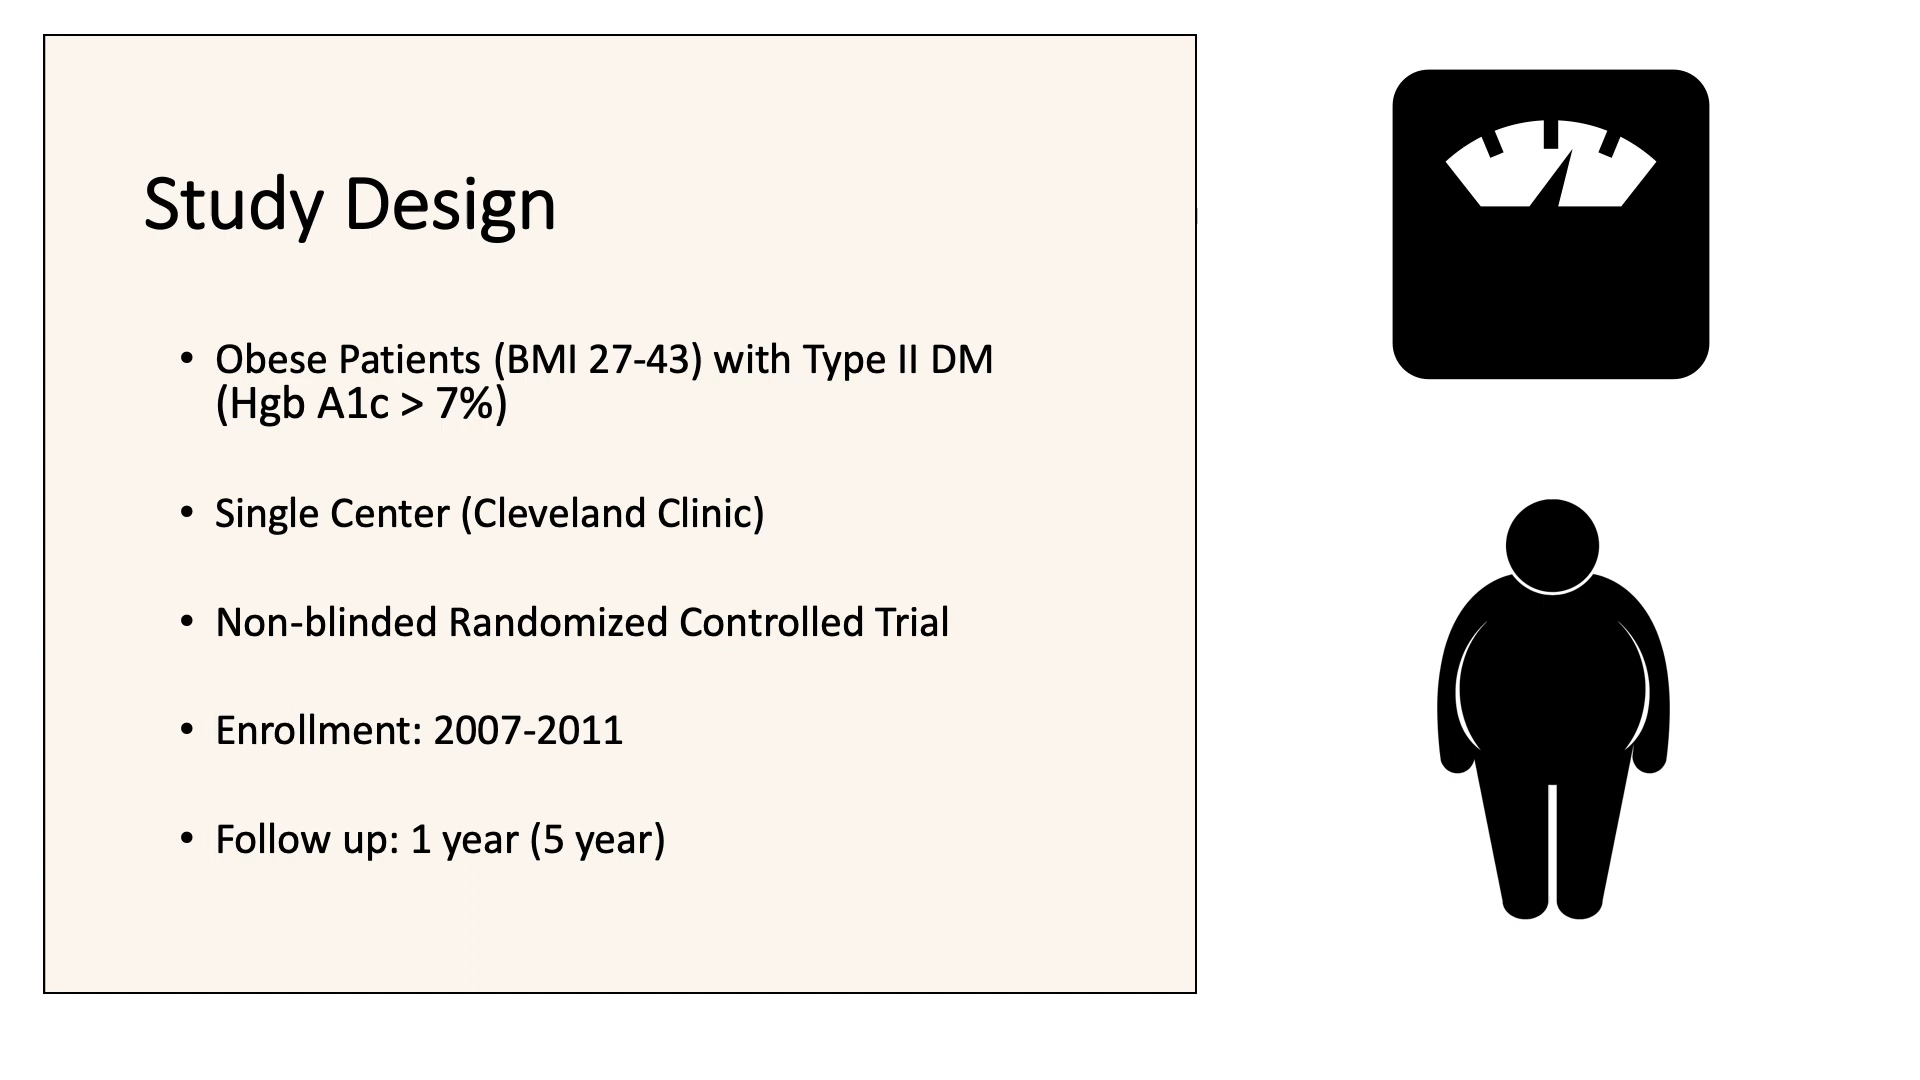 Study Design
• Obese Patients (BMI 27-43) with Type II DM
(Hgb A1c > 7%)
• Single Center (Cleveland Clinic)
• Non-blinded Randomized Controlled Trial
• Enrollment: 2007-2011
• Follow up: 1 year (5 year)